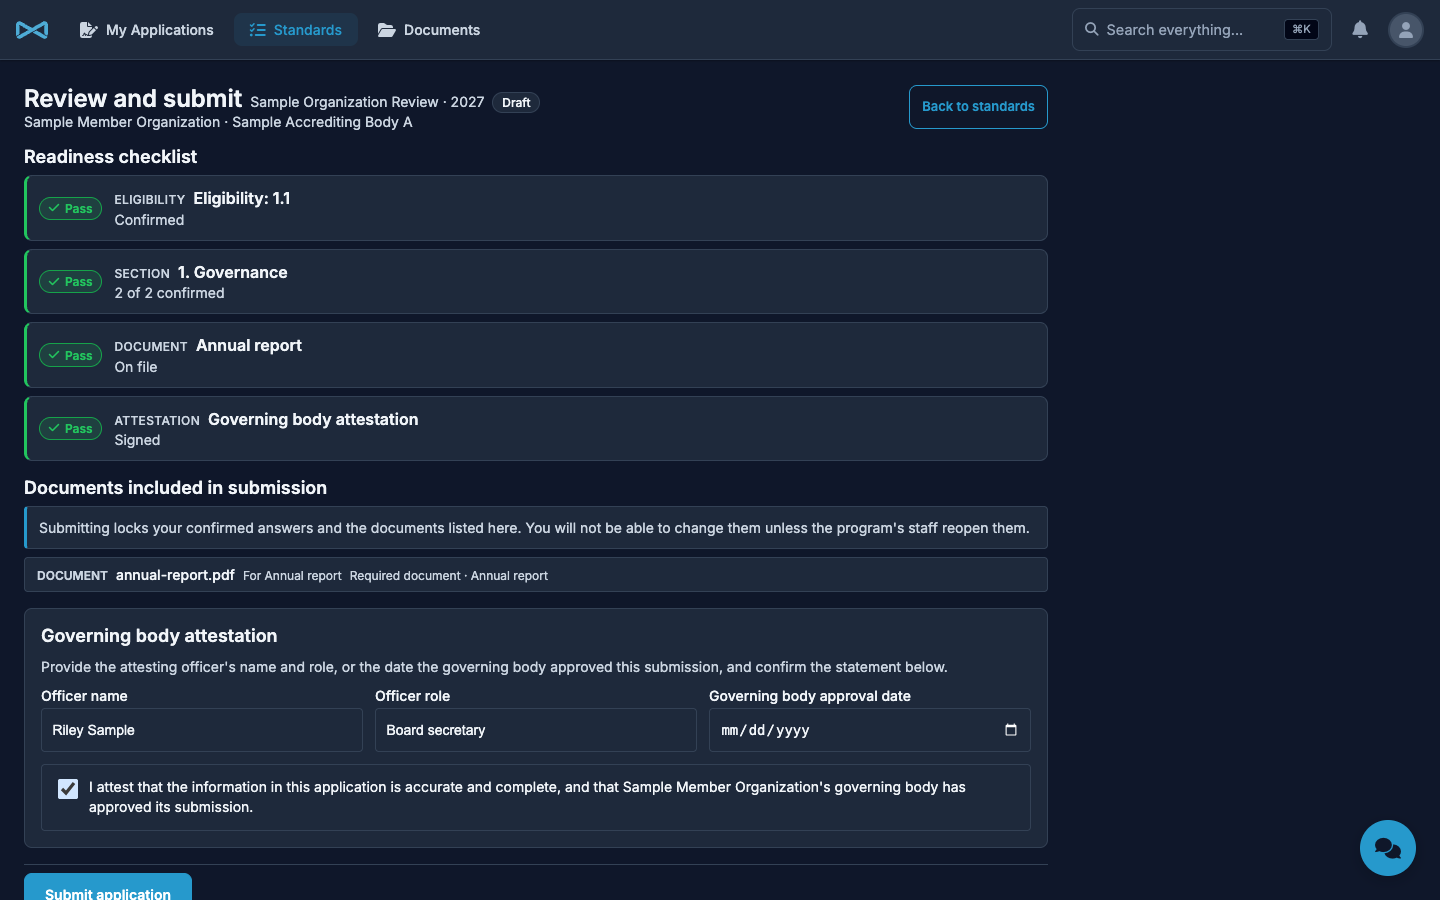 My Applications
Standards
Documents
Search everything...
⌘K
Review and submit Sample Organization Review · 2027 Draft
Sample Member Organization · Sample Accrediting Body A
Back to standards
Readiness checklist
Pass
ELIGIBILITY Eligibility: 1.1
Confirmed
Pass
SECTION 1. Governance
2 of 2 confirmed
Pass
DOCUMENT Annual report
On file
Pass
ATTESTATION Governing body attestation
Signed
Documents included in submission
Submitting locks your confirmed answers and the documents listed here. You will not be able to change them unless the program's staff reopen them.
DOCUMENT annual-report.pdf For Annual report Required document · Annual report
Governing body attestation
Provide the attesting officer's name and role, or the date the governing body approved this submission, and confirm the statement below.
Officer name
Officer role
Governing body approval date
Riley Sample
Board secretary
mm/dd/yyyy
I attest that the information in this application is accurate and complete, and that Sample Member Organization's governing body has
approved its submission.
Submit application